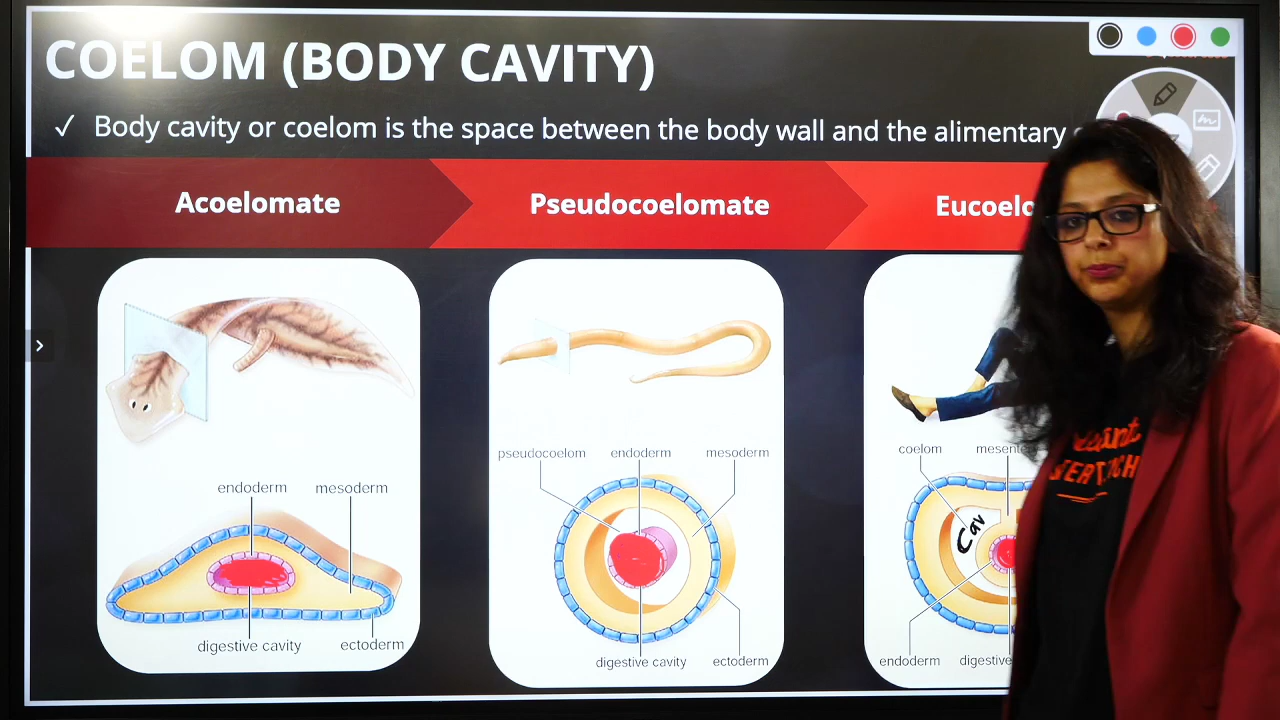 COELOM (BODY CAVITY)
✓ Body cavity or coelom is the space between the body wall and the alimentary
Acoelomate
Pseudocoelomate
pseudocoelom endoderm mesoderm
coelom
endoderm mesoderm
Cav
digestive cavity ectoderm
digestive cavity ectoderm
endoderm digestive